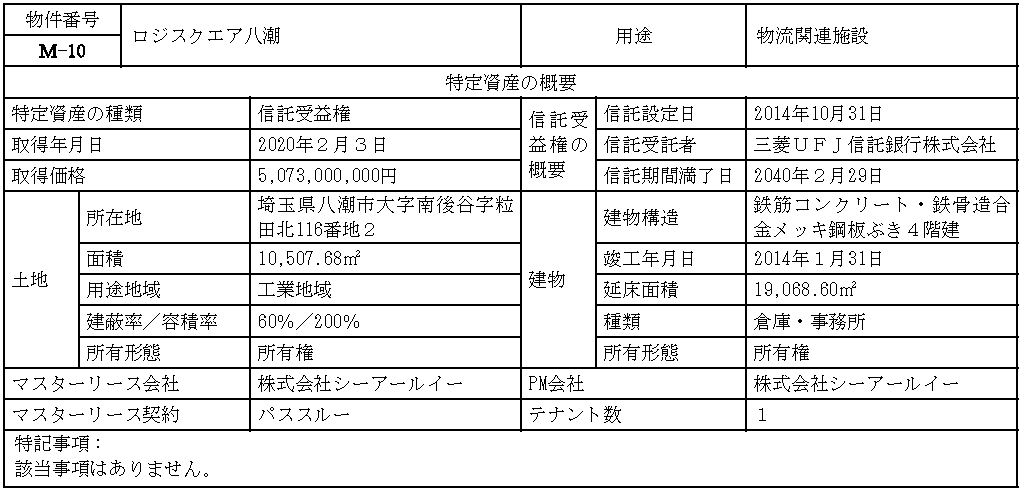 物件番号 ロジスクエア八潮 用途 物流関連施設
M-10
特定資産の概要
特定資産の種類 信託受益権 信託受益権の概要 信託設定日 2014年10月31日
取得年月日 2020年２月３日 信託受託者 三菱ＵＦＪ信託銀行株式会社
取得価格 5,073,000,000円 信託期間満了日 2040年２月29日
土地 所在地 埼玉県八潮市大字南後谷字粒田北116番地２ 建物 建物構造 鉄筋コンクリート・鉄骨造合金メッキ鋼板ぶき４階建
面積 10,507.68㎡ 竣工年月日 2014年１月31日
用途地域 工業地域 延床面積 19,068.60㎡
建蔽率／容積率 60％／200％ 種類 倉庫・事務所
所有形態 所有権 所有形態 所有権
マスターリース会社 株式会社シーアールイー PM会社 株式会社シーアールイー
マスターリース契約 パススルー テナント数 １
特記事項：
該当事項はありません。